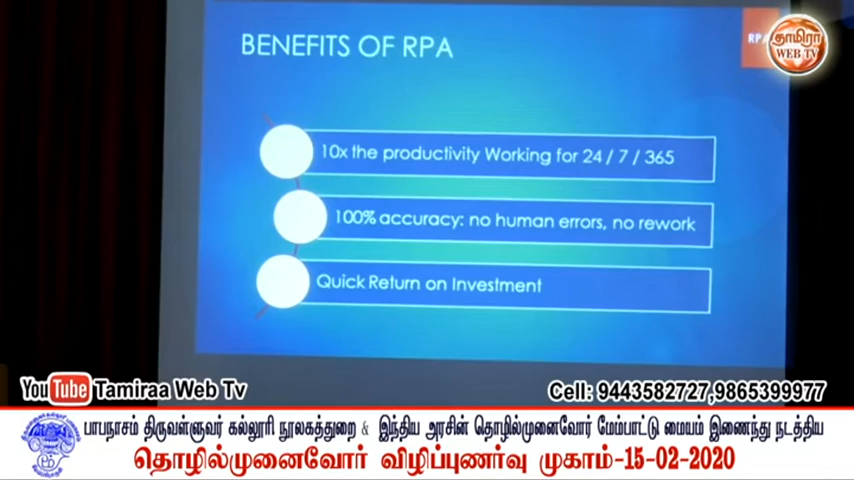 BENEFITS OF RPA
RPA
தாமிரா
WEB TV
10x the productivity Working for 24 / 7 / 365
100% accuracy: no human errors, no rework
Quick Return on Investment
YouTube Tamiraa Web Tv
Cell: 9443582727,9865399977
பாபநாசம் திருவள்ளுவர் கல்லூரி நூலகத்துறை & இந்திய அரசின் தொழில்முனைவோர் மேம்பாட்டு மையம் இணைந்து நடத்திய
தொழில்முனைவோர் விழிப்புணர்வு முகாம்-15-02-2020